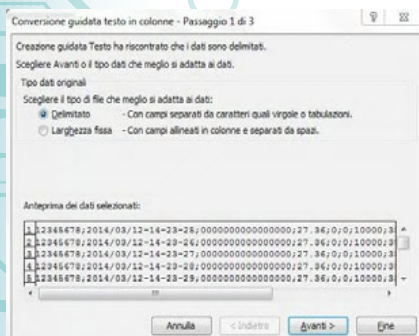 Conversione guidata testo in colonne - Passaggio 1 di 3
Creazione guidata Testo ha riscontrato che i dati sono delimitati.
Scegliere Avanti o il tipo dati che meglio si adatta ai dati.
Tipo dati originali
Scegliere il tipo di file che meglio si adatta ai dati:
Delimitato - Con campi separati da caratteri quali virgole o tabulazioni.
Larghezza fissa - Con campi allineati in colonne e separati da spazi.
Anteprima dei dati selezionati:
1 12345678;2014/03/12-14-23-25;0000000000000000;27.36;0;0;10000;3
2 12345678;2014/03/12-14-23-26;0000000000000000;27.36;0;0;10000;3
3 12345678;2014/03/12-14-23-27;0000000000000000;27.36;0;0;10000;3
4 12345678;2014/03/12-14-23-28;0000000000000000;27.36;0;0;10000;3
5 12345678;2014/03/12-14-23-29;0000000000000000;27.36;0;0;10000;3
Annulla < Indietro Avanti > Fine